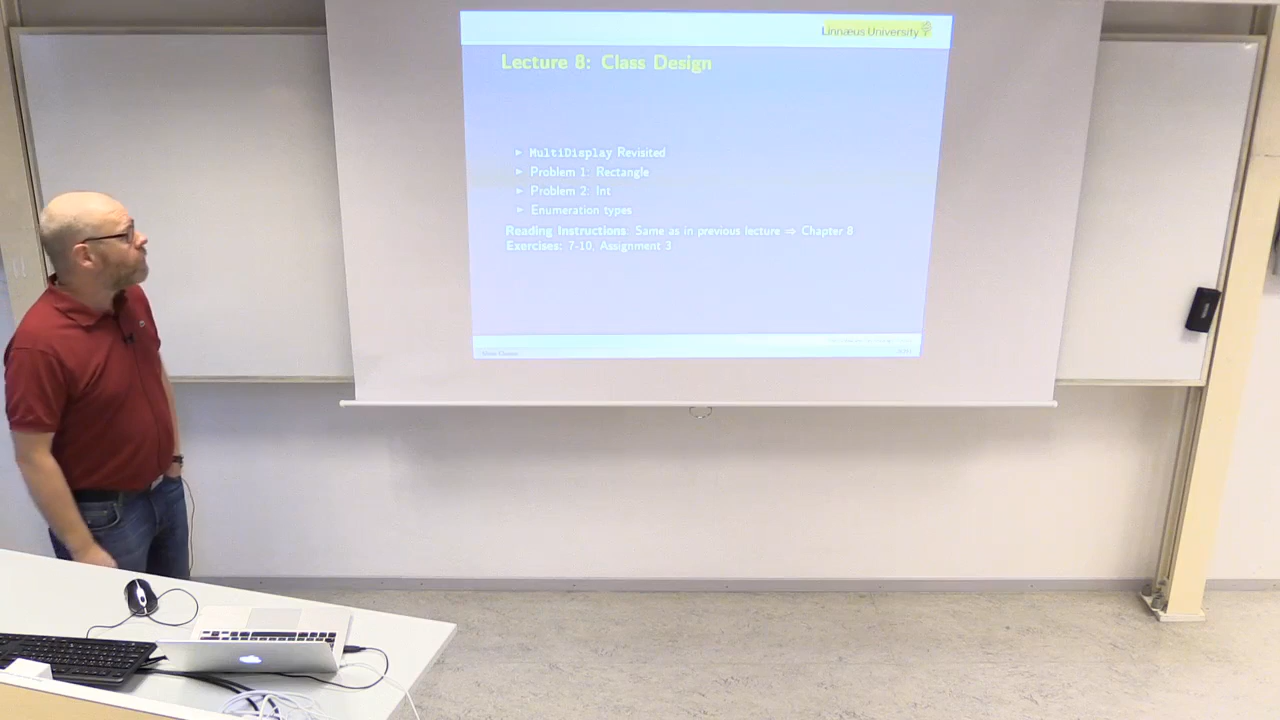 Linnæus University
Lecture 8: Class Design
MultiDisplay Revisited
Problem 1: Rectangle
Problem 2: Int
Enumeration types
Reading Instructions: Same as in previous lecture ⇒ Chapter 8
Exercises: 7-10, Assignment 3